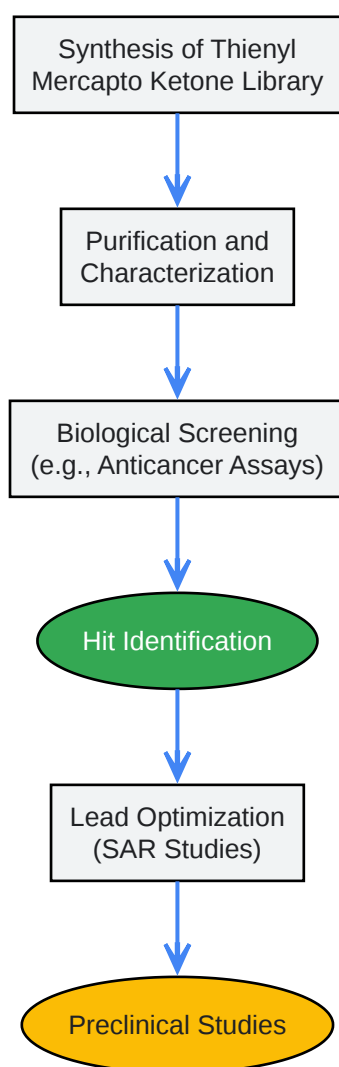 Synthesis of Thienyl
Mercapto Ketone Library
Purification and
Characterization
Biological Screening
(e.g., Anticancer Assays)
Hit Identification
Lead Optimization
(SAR Studies)
Preclinical Studies